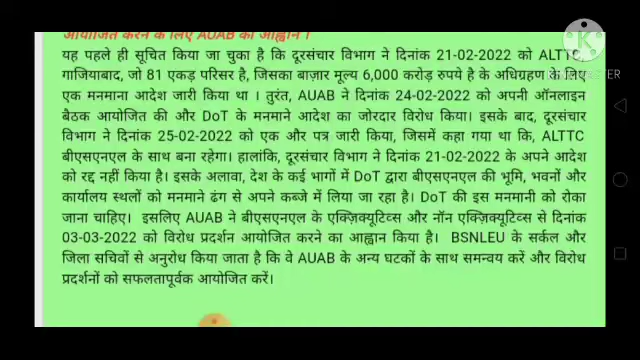 आयोजित करने के लिए AUAB का आह्वान ।
यह पहले ही सूचित किया जा चुका है कि दूरसंचार विभाग ने दिनांक 21-02-2022 को ALTTC,
गाजियाबाद, जो 81 एकड़ परिसर है, जिसका बाज़ार मूल्य 6,000 करोड़ रुपये है के अधिग्रहण के लिए
एक मनमाना आदेश जारी किया था । तुरंत, AUAB ने दिनांक 24-02-2022 को अपनी ऑनलाइन
बैठक आयोजित की और DoT के मनमाने आदेश का जोरदार विरोध किया। इसके बाद, दूरसंचार
विभाग ने दिनांक 25-02-2022 को एक और पत्र जारी किया, जिसमें कहा गया था कि, ALTTC
बीएसएनएल के साथ बना रहेगा। हालांकि, दूरसंचार विभाग ने दिनांक 21-02-2022 के अपने आदेश
को रद्द नहीं किया है। इसके अलावा, देश के कई भागों में DoT द्वारा बीएसएनएल की भूमि, भवनों और
कार्यालय स्थलों को मनमाने ढंग से अपने कब्जे में लिया जा रहा है। DoT की इस मनमानी को रोका
जाना चाहिए। इसलिए AUAB ने बीएसएनएल के एक्ज़िक्यूटिव्स और नॉन एक्ज़िक्यूटिव्स से दिनांक
03-03-2022 को विरोध प्रदर्शन आयोजित करने का आह्वान किया है। BSNLEU के सर्कल और
जिला सचिवों से अनुरोध किया जाता है कि वे AUAB के अन्य घटकों के साथ समन्वय करें और विरोध
प्रदर्शनों को सफलतापूर्वक आयोजित करें।